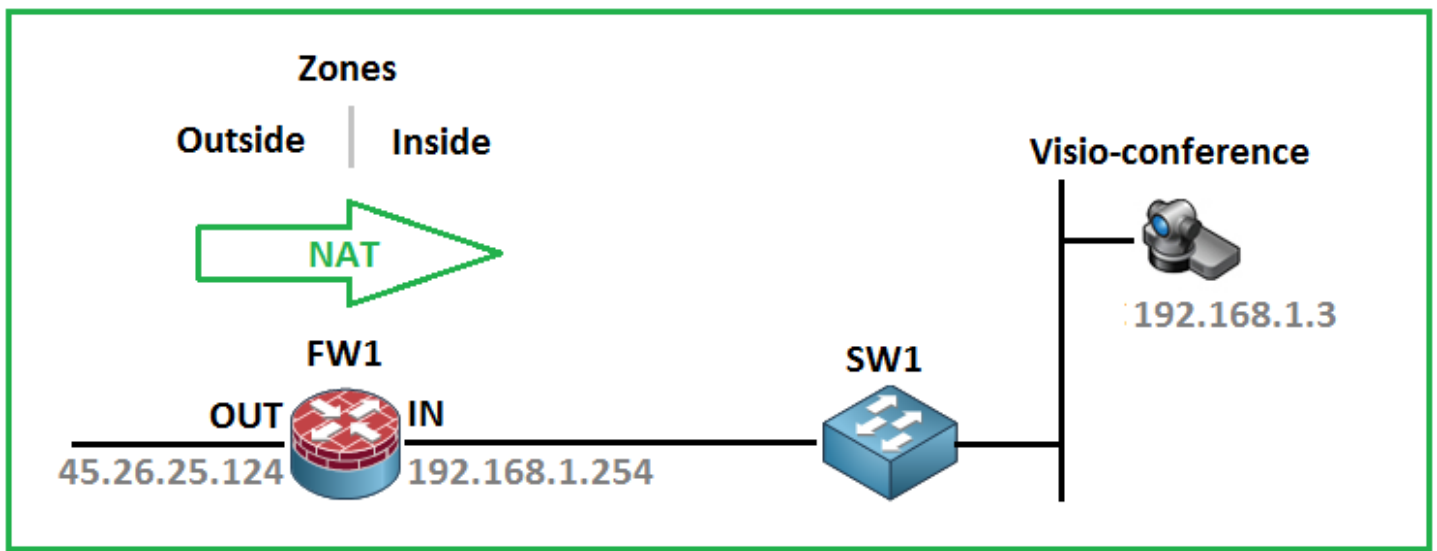 Zones
Outside Inside
Visio-conference
NAT
192.168.1.3
FW1
SW1
OUT IN
45.26.25.124 192.168.1.254